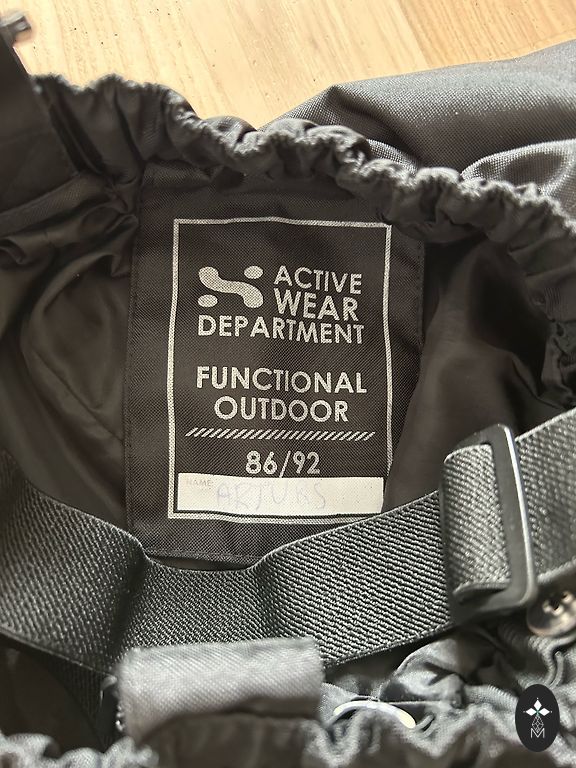 ACTIVE
WEAR
DEPARTMENT
FUNCTIONAL
OUTDOOR
86/92
NAME:
M